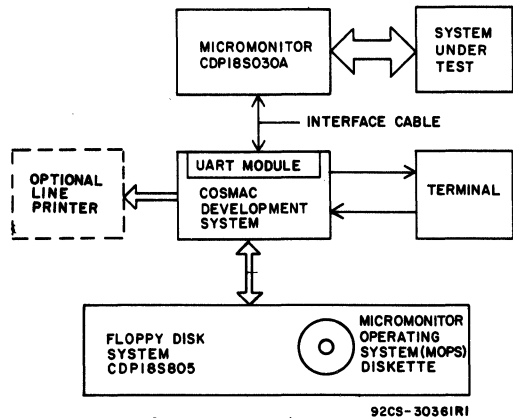 MICROMONITOR
CDP18S030A
SYSTEM
UNDER
TEST
INTERFACE CABLE
OPTIONAL
LINE
PRINTER
UART MODULE
COSMAC
DEVELOPMENT
SYSTEM
TERMINAL
FLOPPY DISK
SYSTEM
CDP18S805
MICROMONITOR
OPERATING
SYSTEM (MOPS)
DISKETTE
92CS-30361R1